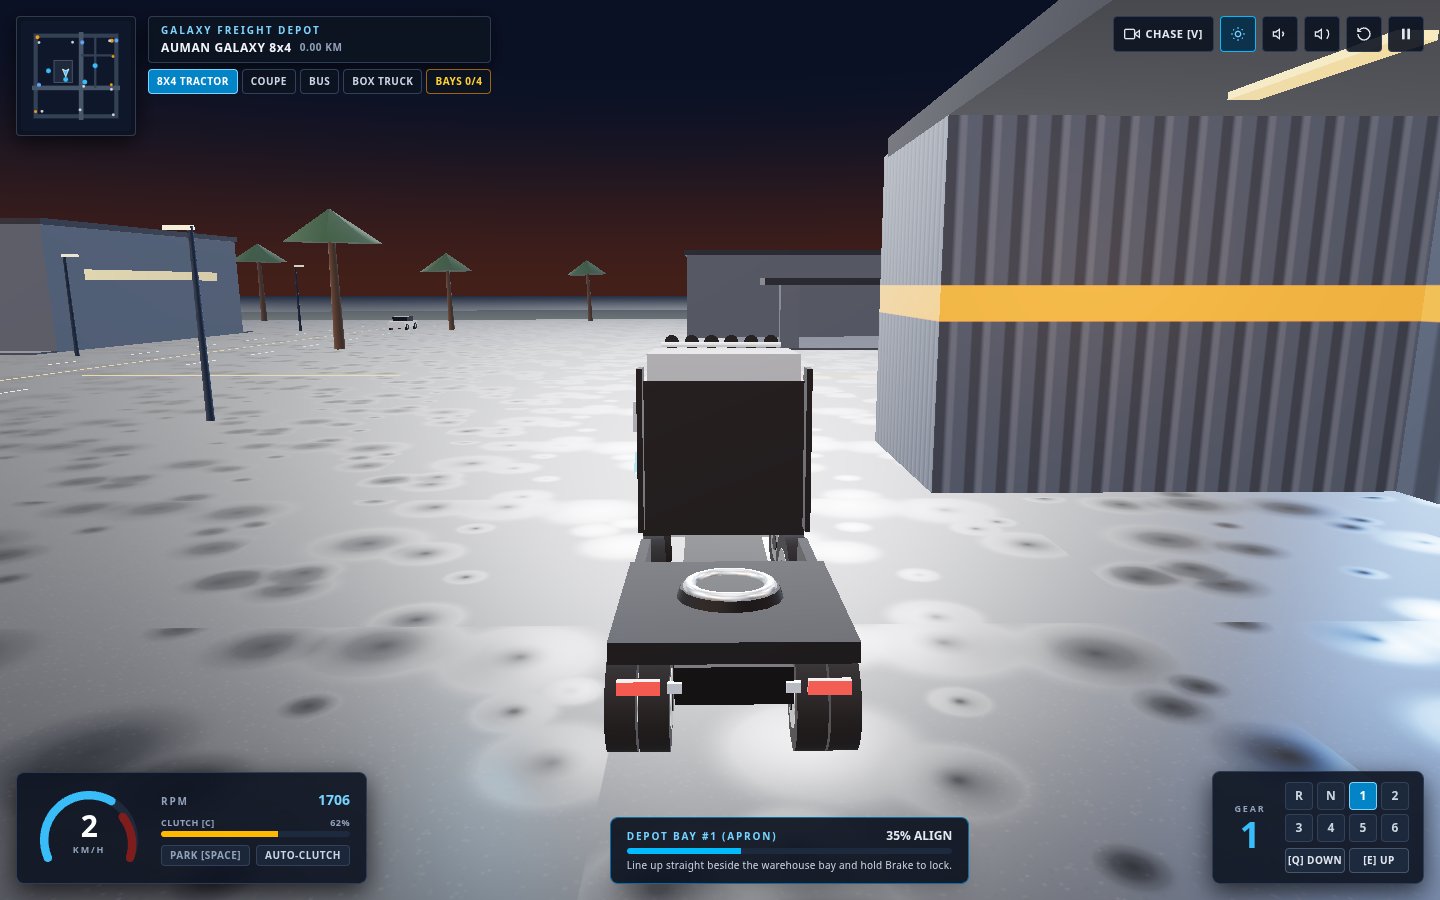 GALAXY FREIGHT DEPOT
AUMAN GALAXY 8x4 0.00 KM
8X4 TRACTOR COUPE BUS BOX TRUCK BAYS 0/4
CHASE [V]
2
KM/H
RPM 1706
CLUTCH [C] 62%
PARK [SPACE] AUTO-CLUTCH
DEPOT BAY #1 (APRON) 35% ALIGN
Line up straight beside the warehouse bay and hold Brake to lock.
GEAR
1
R N 1 2
3 4 5 6
[Q] DOWN [E] UP